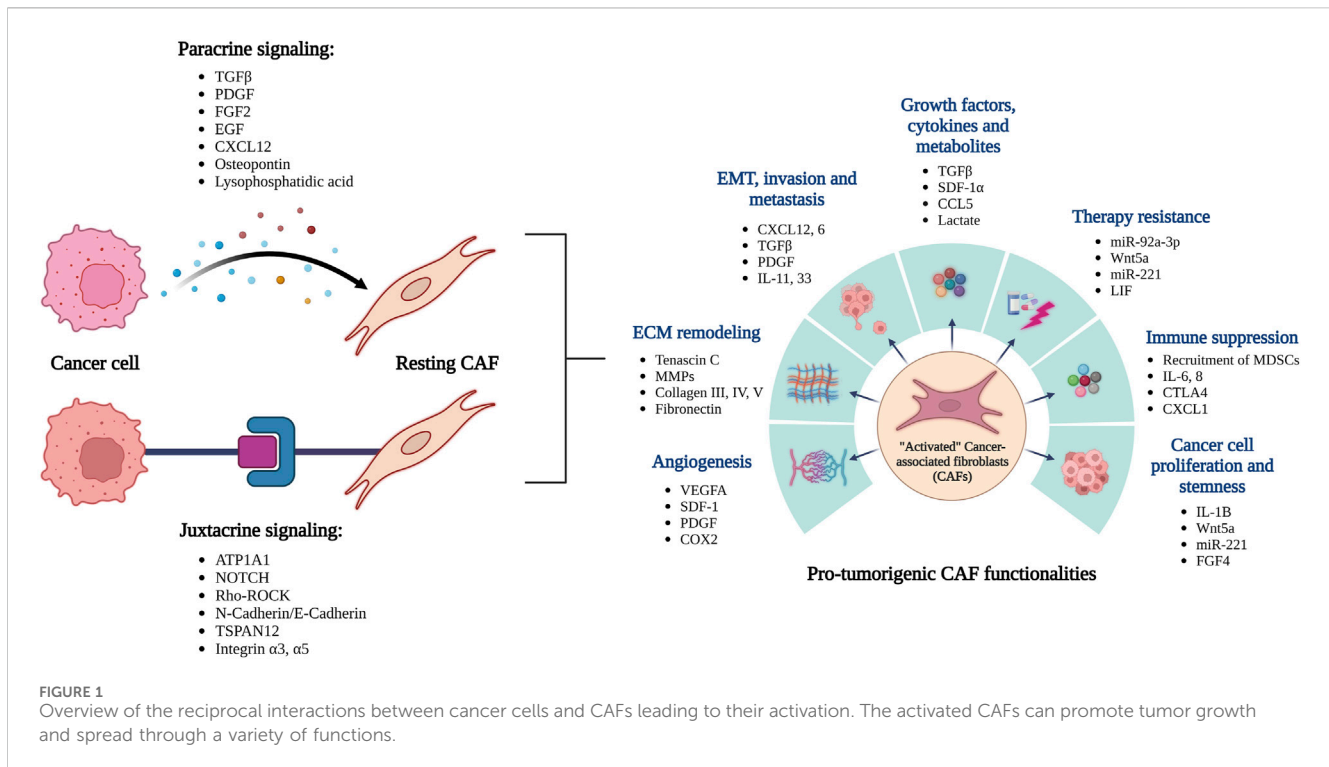 Paracrine signaling:
• TGFβ
• PDGF
• FGF2
• EGF
• CXCL12
• Osteopontin
• Lysophosphatidic acid
Cancer cell
Resting CAF
Juxtacrine signaling:
• ATP1A1
• NOTCH
• Rho-ROCK
• N-Cadherin/E-Cadherin
• TSPAN12
• Integrin α3, α5
Angiogenesis
• VEGFA
• SDF-1
• PDGF
• COX2
ECM remodeling
• Tenascin C
• MMPs
• Collagen III, IV, V
• Fibronectin
EMT, invasion and
metastasis
• CXCL12, 6
• TGFβ
• PDGF
• IL-11, 33
Growth factors,
cytokines and
metabolites
• TGFβ
• SDF-1α
• CCL5
• Lactate
Therapy resistance
• miR-92a-3p
• Wnt5a
• miR-221
• LIF
Immune suppression
• Recruitment of MDSCs
• IL-6, 8
• CTLA4
• CXCL1
Cancer cell
proliferation and
stemness
• IL-1B
• Wnt5a
• miR-221
• FGF4
"Activated" Cancer-
associated fibroblasts
(CAFs)
Pro-tumorigenic CAF functionalities
FIGURE 1
Overview of the reciprocal interactions between cancer cells and CAFs leading to their activation. The activated CAFs can promote tumor growth
and spread through a variety of functions.